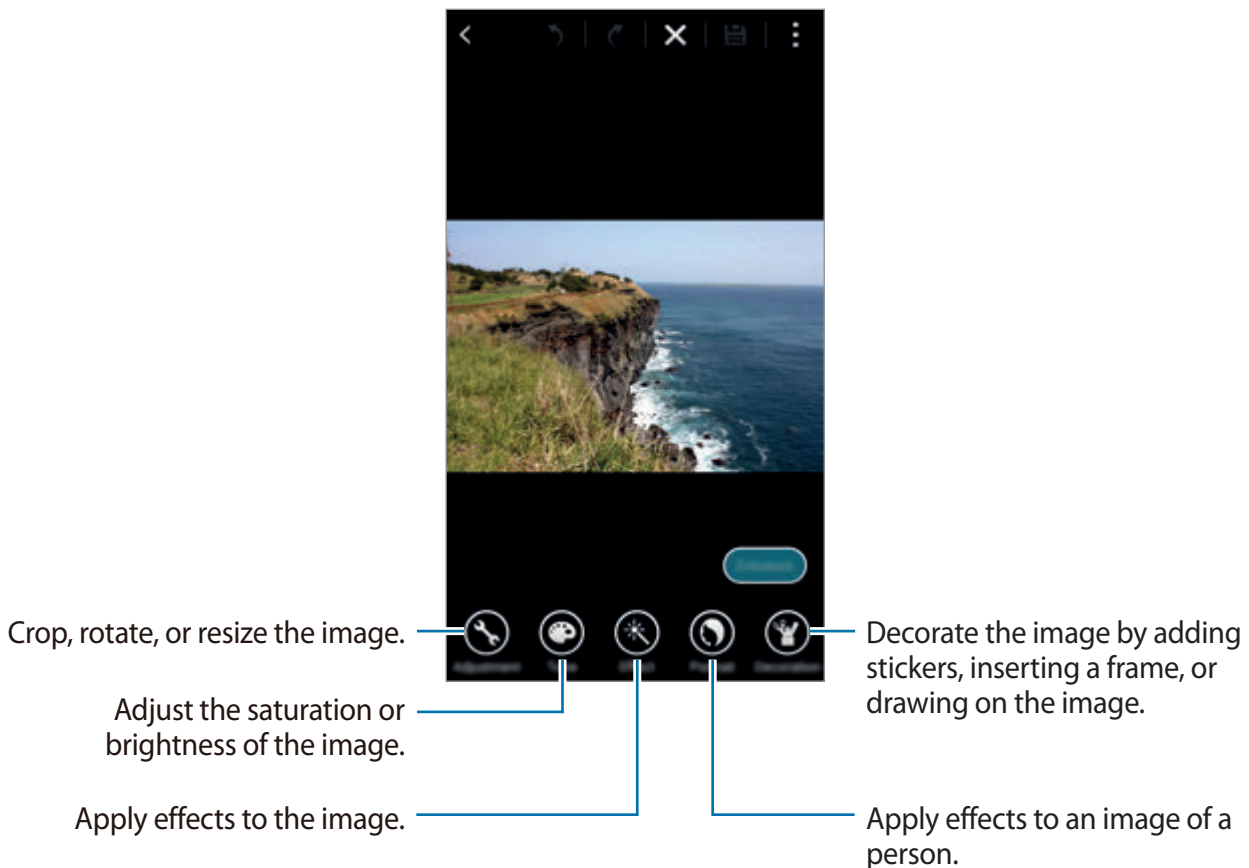 Crop, rotate, or resize the image.
Adjust the saturation or
brightness of the image.
Apply effects to the image.
Decorate the image by adding
stickers, inserting a frame, or
drawing on the image.
Apply effects to an image of a
person.